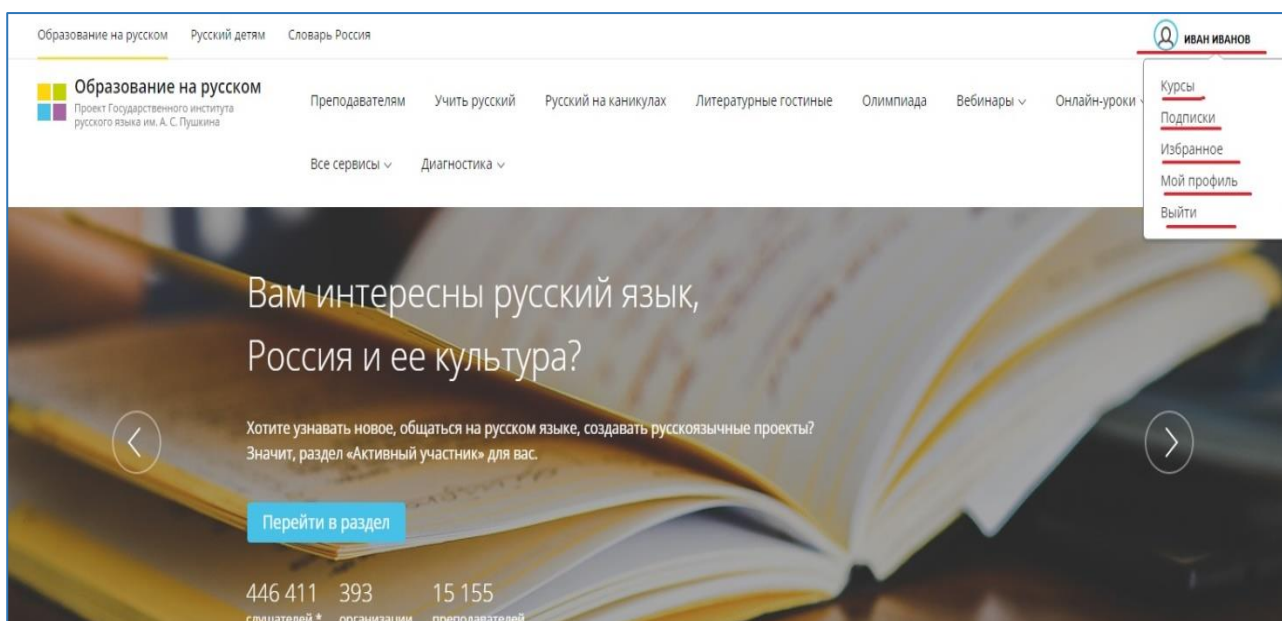 Образование на русском Русский детям Словарь Россия ИВАН ИВАНОВ
Образование на русском
Проект Государственного института
русского языка им. А. С. Пушкина
Преподавателям Учить русский Русский на каникулах Литературные гостиные Олимпиада Вебинары Онлайн-уроки
Все сервисы Диагностика
Курсы
Подписки
Избранное
Мой профиль
Выйти
Вам интересны русский язык,
Россия и ее культура?
Хотите узнавать новое, общаться на русском языке, создавать русскоязычные проекты?
Значит, раздел «Активный участник» для вас.
Перейти в раздел
446 411 393 15 155
слушателей * организации преподавателей